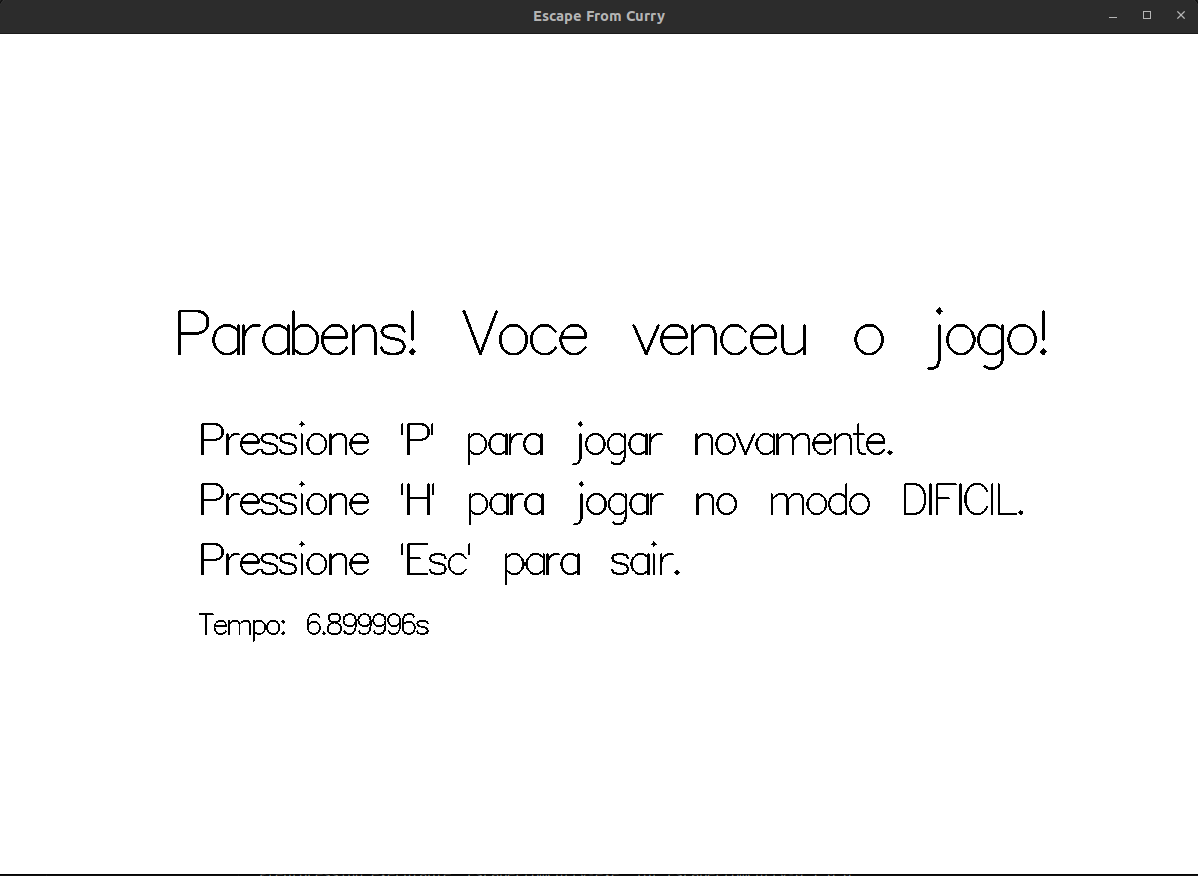 Escape From Curry
Parabens! Voce venceu o jogo!
Pressione 'P' para jogar novamente.
Pressione 'H' para jogar no modo DIFICIL.
Pressione 'Esc' para sair.
Tempo: 6.899996s